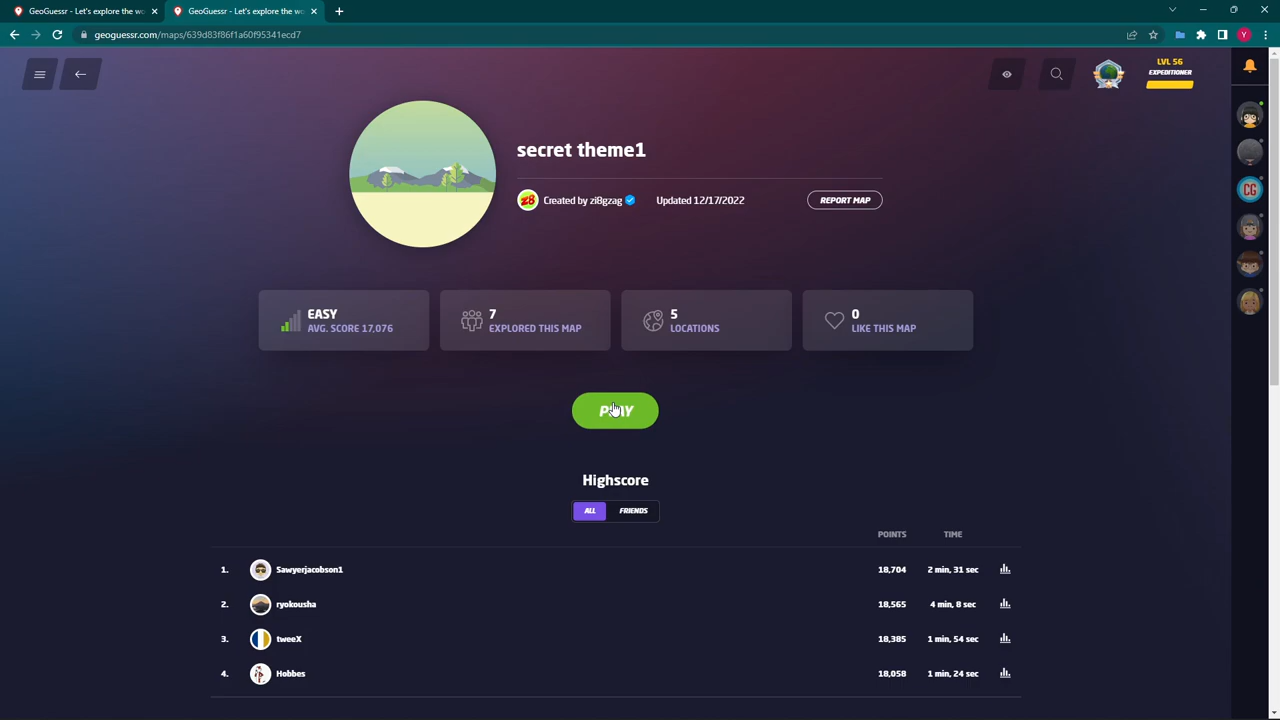 GeoGuessr - Let's explore the wo
GeoGuessr - Let's explore the wo
geoguessr.com/maps/639d83f86f1a60f95341ecd7
Y
LVL 56
EXPEDITIONER
secret theme1
z8
Created by zi8gzag
Updated 12/17/2022
REPORT MAP
CG
EASY
AVG. SCORE 17,076
7
EXPLORED THIS MAP
5
LOCATIONS
0
LIKE THIS MAP
PLAY
Highscore
ALL
FRIENDS
POINTS
TIME
1.
Sawyerjacobson1
18,704
2 min, 31 sec
2.
ryokousha
18,565
4 min, 8 sec
3.
tweeX
18,385
1 min, 54 sec
4.
Hobbes
18,058
1 min, 24 sec